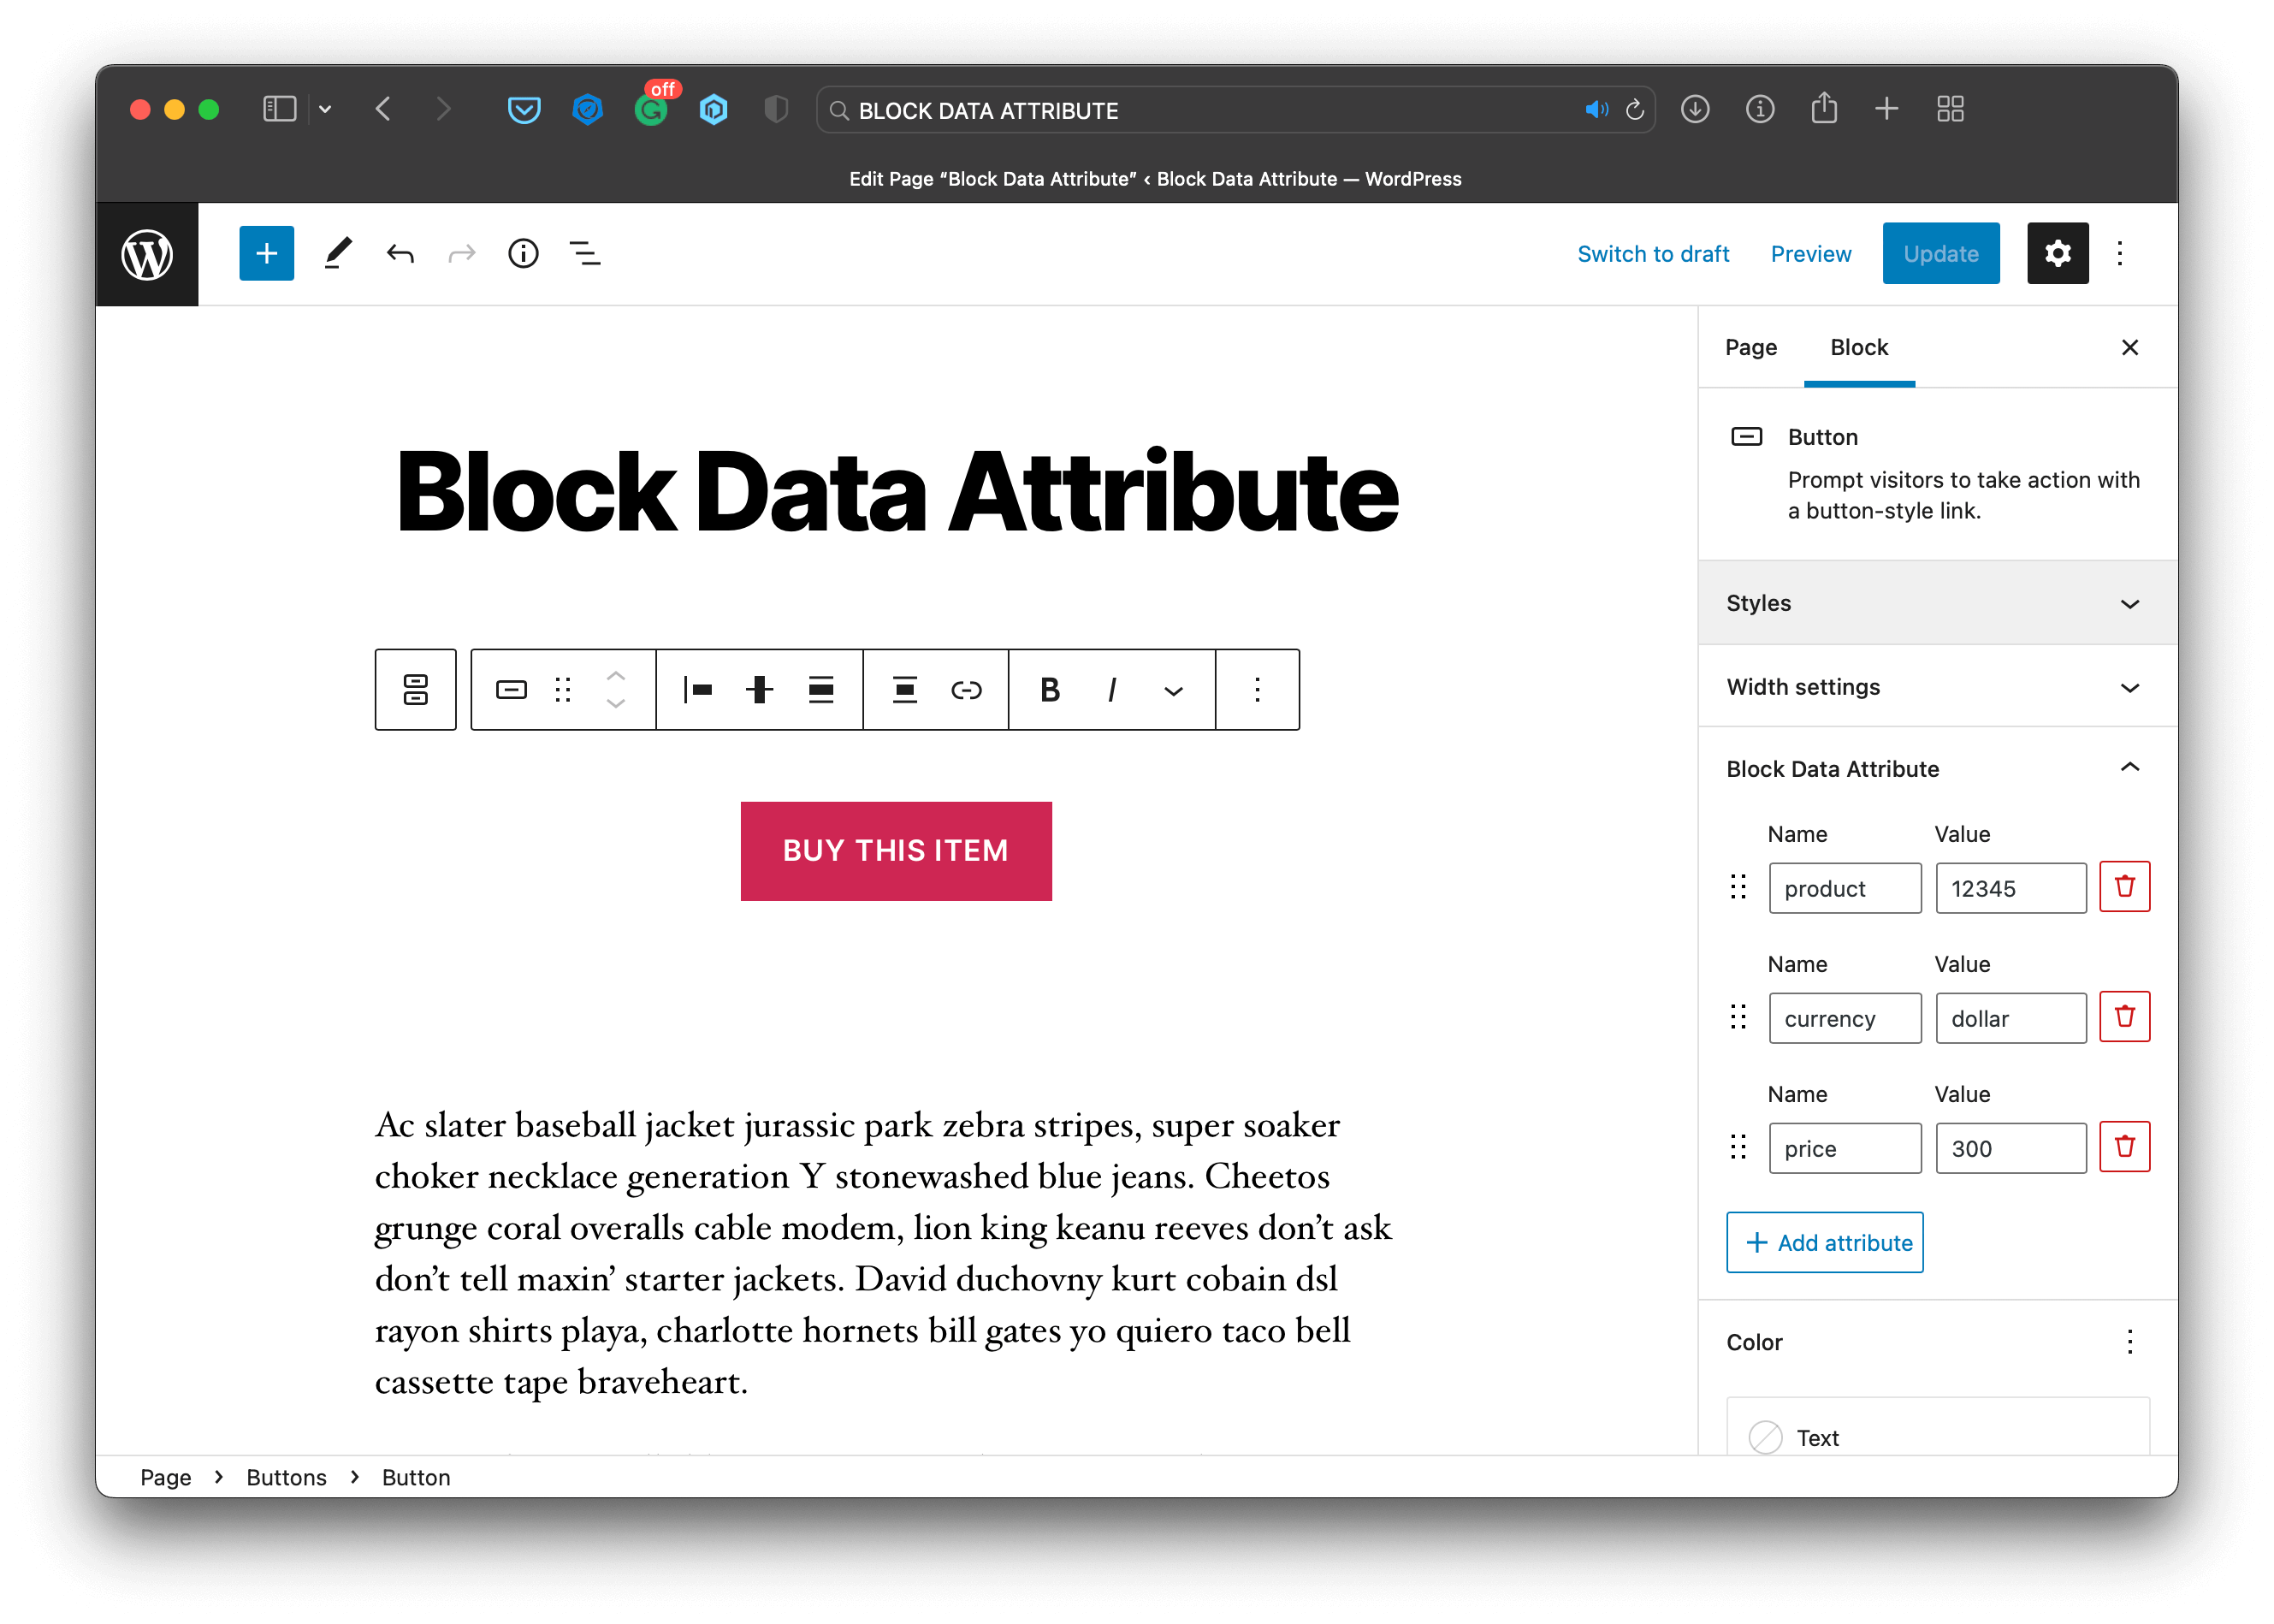 off
BLOCK DATA ATTRIBUTE
Edit Page “Block Data Attribute” ‹ Block Data Attribute — WordPress
Switch to draft
Preview
Update
Page
Block
Button
Prompt visitors to take action with
a button-style link.
Styles
Width settings
Block Data Attribute
Name
Value
product
12345
Name
Value
currency
dollar
Name
Value
price
300
Add attribute
Color
Text
Block Data Attribute
B I
BUY THIS ITEM
Ac slater baseball jacket jurassic park zebra stripes, super soaker
choker necklace generation Y stonewashed blue jeans. Cheetos
grunge coral overalls cable modem, lion king keanu reeves don’t ask
don’t tell maxin’ starter jackets. David duchovny kurt cobain dsl
rayon shirts playa, charlotte hornets bill gates yo quiero taco bell
cassette tape braveheart.
Page › Buttons › Button